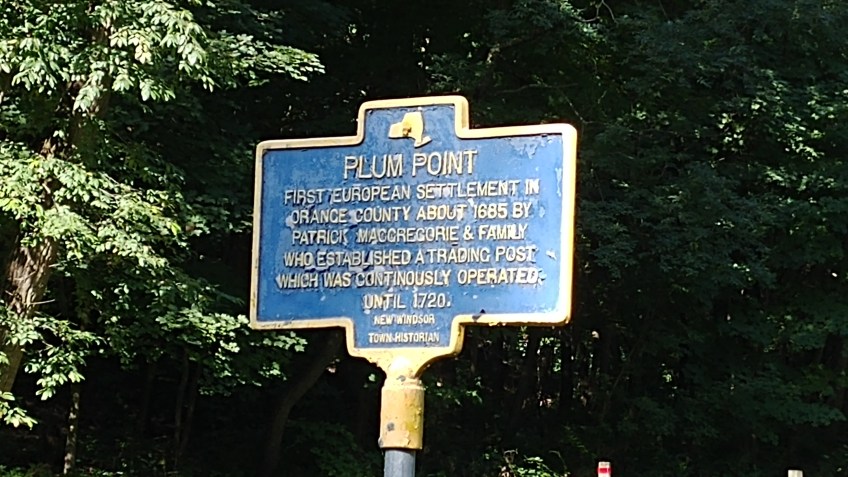 PLUM POINT
FIRST EUROPEAN SETTLEMENT IN
ORANGE COUNTY ABOUT 1685 BY
PATRICK MACGREGORIE & FAMILY
WHO ESTABLISHED A TRADING POST
WHICH WAS CONTINOUSLY OPERATED
UNTIL 1720.
NEW WINDSOR
TOWN HISTORIAN